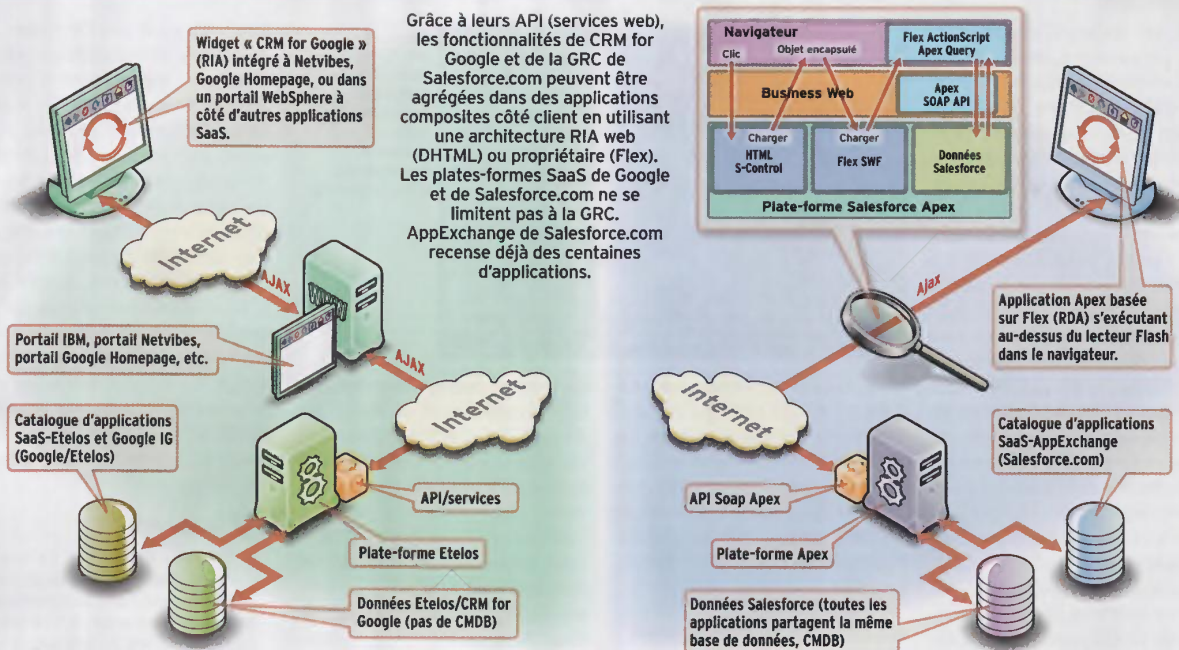 Grâce à leurs API (services web),
les fonctionnalités de CRM for
Google et de la GRC de
Salesforce.com peuvent être
agrégées dans des applications
composites côté client en utilisant
une architecture RIA web
(DHTML) ou propriétaire (Flex).
Les plates-formes SaaS de Google
et de Salesforce.com ne se
limitent pas à la GRC.
AppExchange de Salesforce.com
recense déjà des centaines
d'applications.
Widget « CRM for Google »
(RIA) intégré à Netvibes,
Google Homepage, ou dans
un portail WebSphere à
côté d'autres applications
SaaS.
Internet
AJAX
Portail IBM, portail Netvibes,
portail Google Homepage, etc.
AJAX
Internet
Catalogue d'applications
SaaS-Etelos et Google IG
(Google/Etelos)
API/services
Plate-forme Etelos
Données Etelos/CRM for
Google (pas de CMDB)
Navigateur
Clic
Objet encapsulé
Flex ActionScript
Apex Query
Business Web
Apex
SOAP API
Charger
HTML
S-Control
Charger
Flex SWF
Données
Salesforce
Plate-forme Salesforce Apex
Ajax
Application Apex basée
sur Flex (RDA) s'exécutant
au-dessus du lecteur Flash
dans le navigateur.
Internet
Catalogue d'applications
SaaS-AppExchange
(Salesforce.com)
API Soap Apex
Plate-forme Apex
Données Salesforce (toutes les
applications partagent la même
base de données, CMDB)